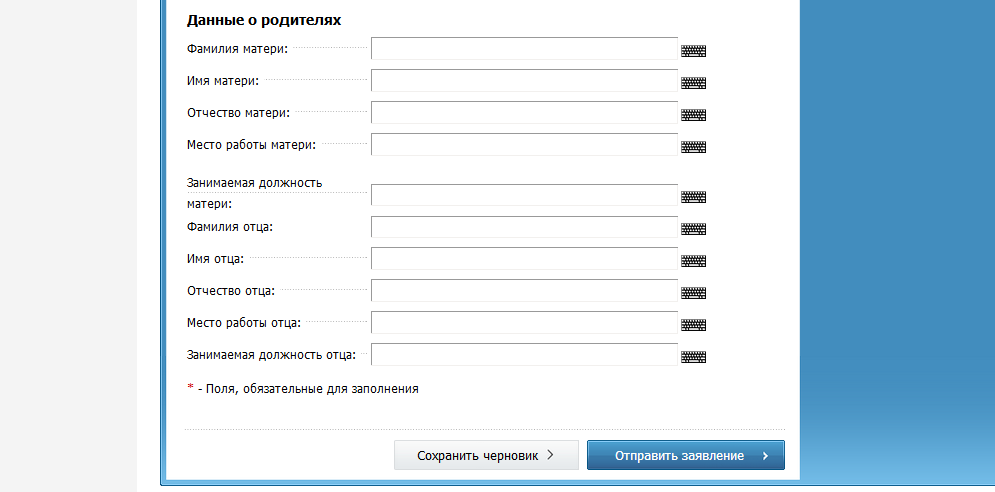 Данные о родителях
Фамилия матери:
Имя матери:
Отчество матери:
Место работы матери:
Занимаемая должность
матери:
Фамилия отца:
Имя отца:
Отчество отца:
Место работы отца:
Занимаемая должность отца:
* - Поля, обязательные для заполнения
Сохранить черновик
Отправить заявление